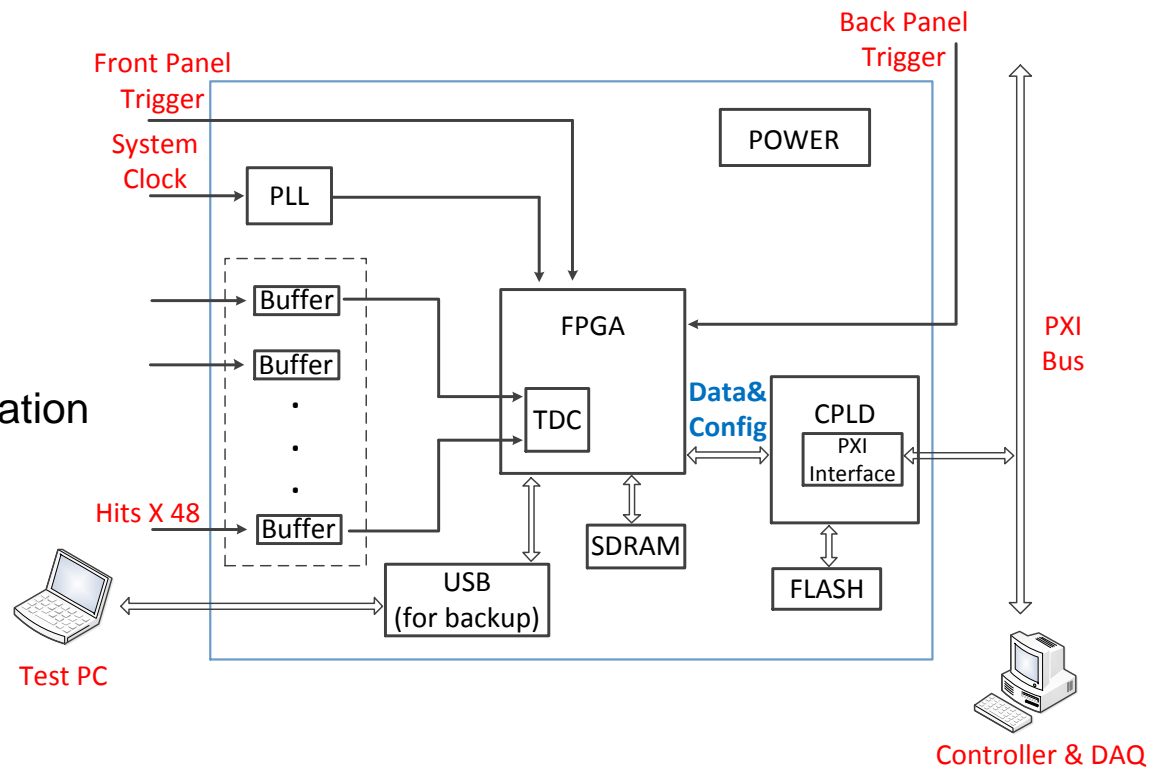 Back Panel
Trigger
Front Panel
Trigger
POWER
System
Clock
PLL
Buffer
FPGA
PXI
Bus
Buffer
ation
Data&
Config
CPLD
TDC
PXI
Interface
.
.
.
Hits X 48
Buffer
SDRAM
USB
(for backup)
FLASH
Test PC
Controller & DAQ